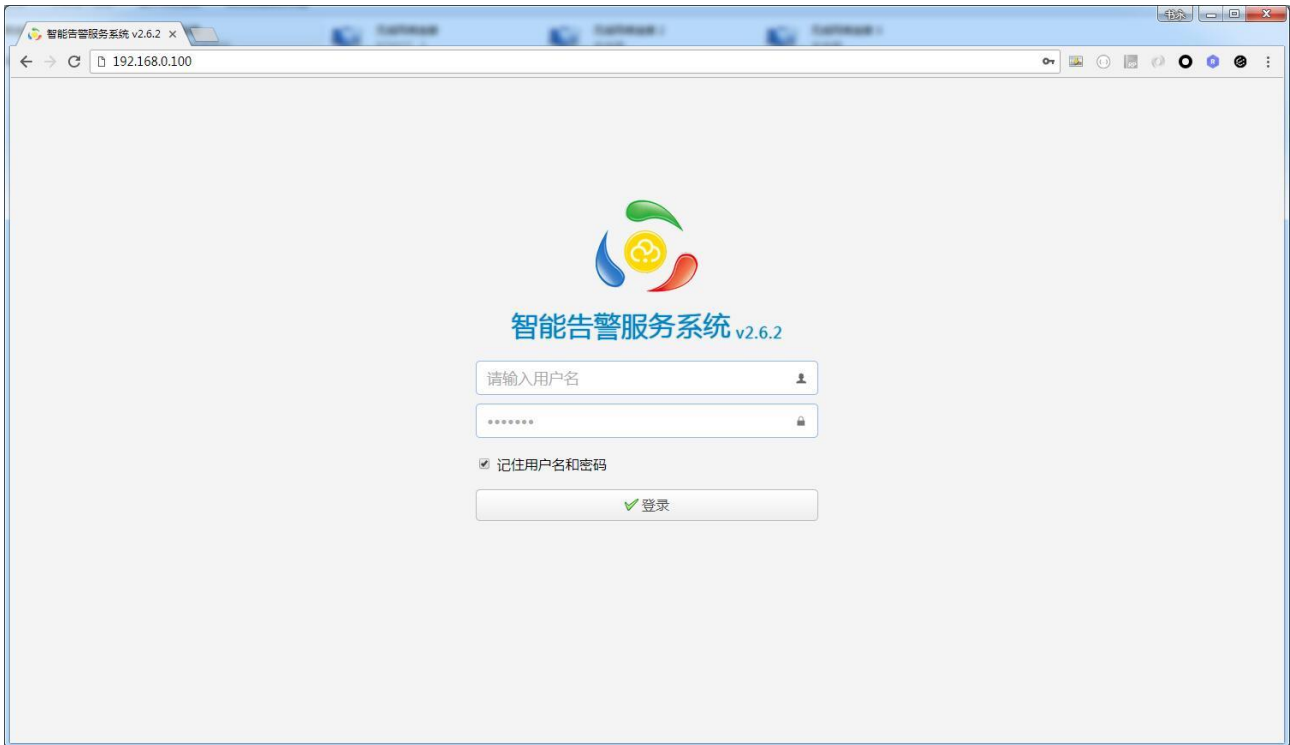 书永
智能告警服务系统 v2.6.2
192.168.0.100
智能告警服务系统 v2.6.2
请输入用户名
•••••••
记住用户名和密码
登录